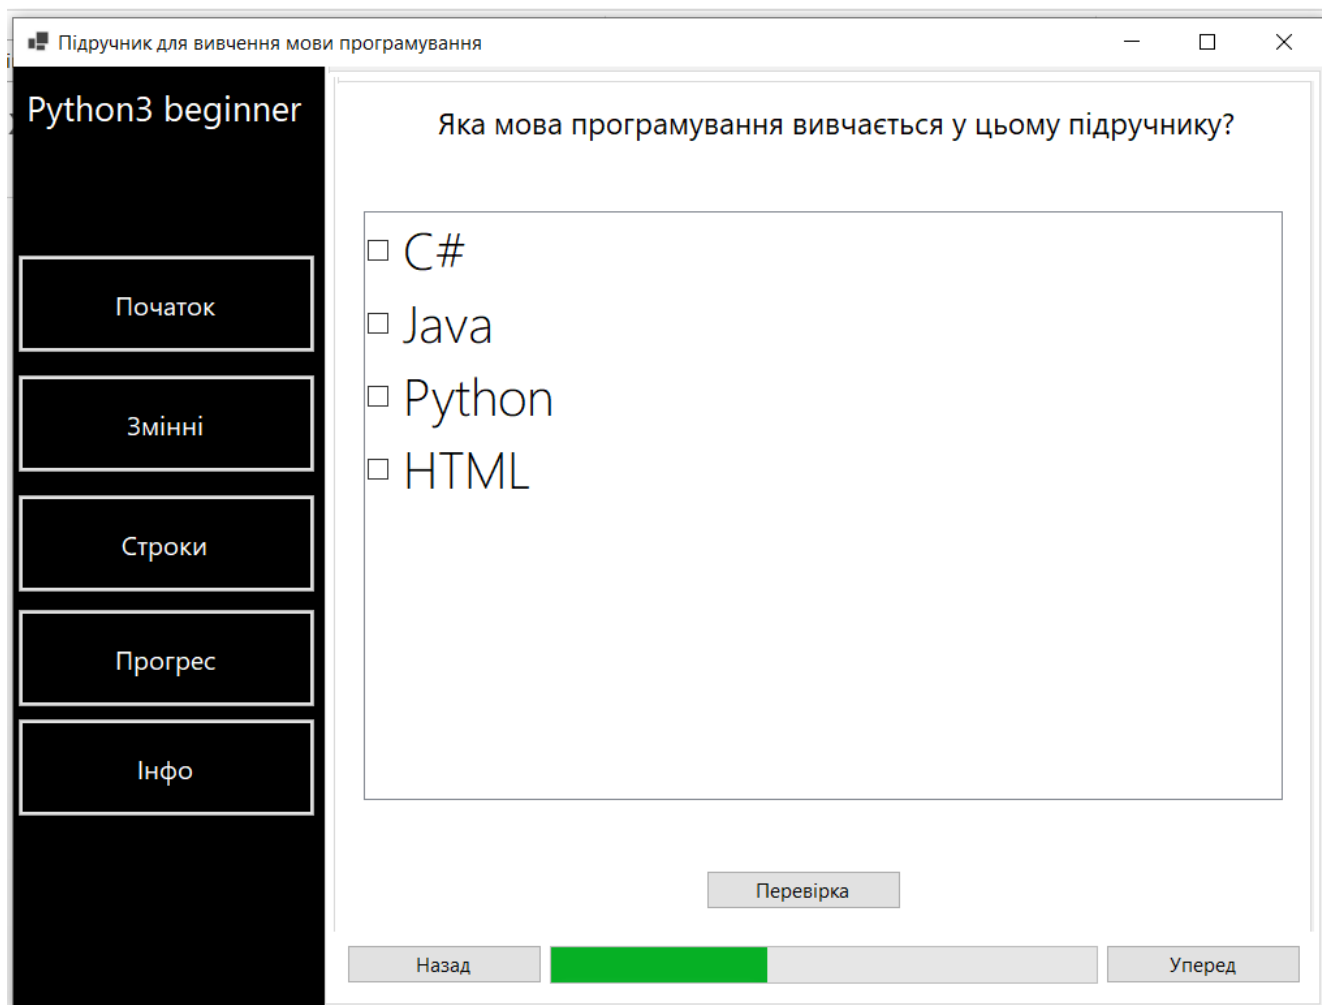 Підручник для вивчення мови програмування
Python3 beginner
Початок
Змінні
Строки
Прогрес
Інфо
Яка мова програмування вивчається у цьому підручнику?
C#
Java
Python
HTML
Перевірка
Назад
Уперед